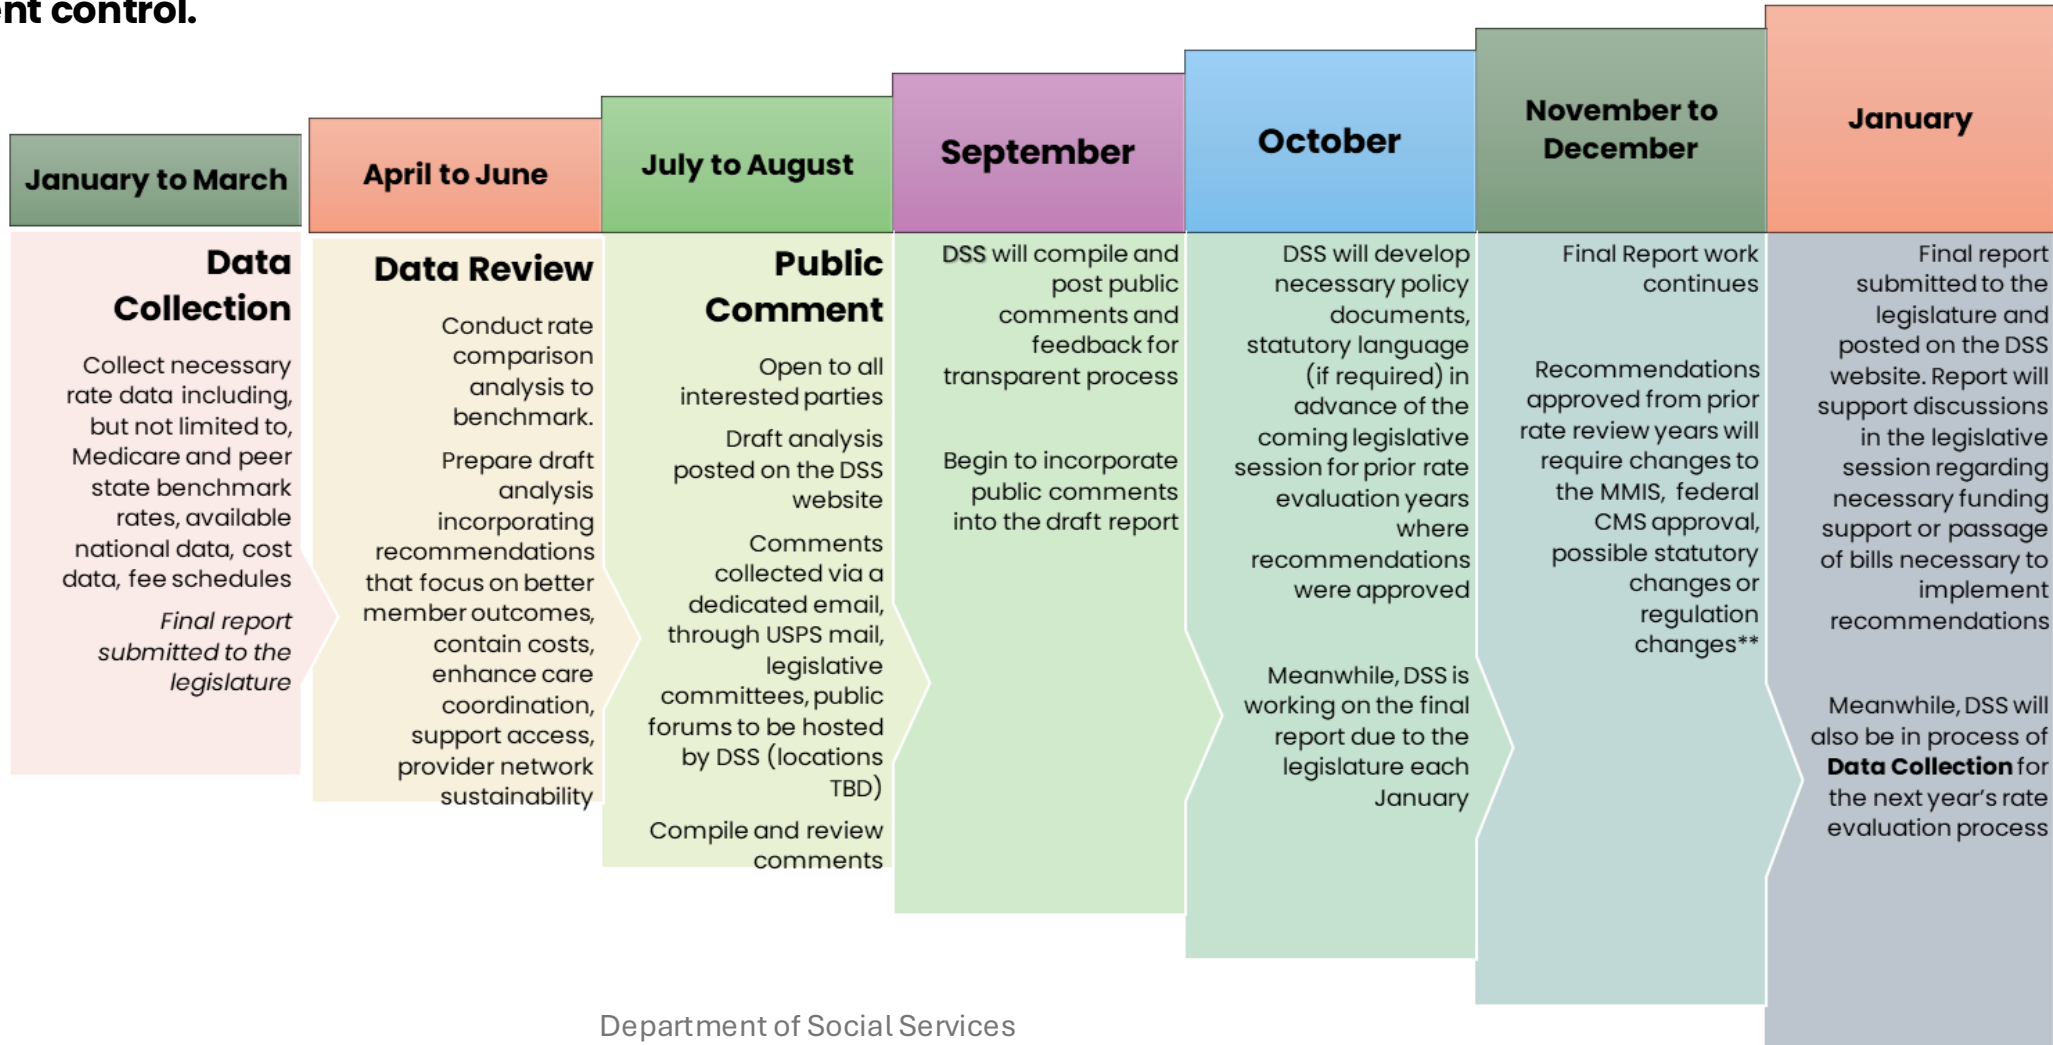 ent control.
January to March
Data
Collection
Collect necessary
rate data including,
but not limited to,
Medicare and peer
state benchmark
rates, available
national data, cost
data, fee schedules
Final report
submitted to the
legislature
April to June
Data Review
Conduct rate
comparison
analysis to
benchmark.
Prepare draft
analysis
incorporating
recommendations
that focus on better
member outcomes,
contain costs,
enhance care
coordination,
support access,
provider network
sustainability
July to August
Public
Comment
Open to all
interested parties
Draft analysis
posted on the DSS
website
Comments
collected via a
dedicated email,
through USPS mail,
legislative
committees, public
forums to be hosted
by DSS (locations
TBD)
Compile and review
comments
September
DSS will compile and
post public
comments and
feedback for
transparent process
Begin to incorporate
public comments
into the draft report
October
DSS will develop
necessary policy
documents,
statutory language
(if required) in
advance of the
coming legislative
session for prior rate
evaluation years
where
recommendations
were approved
Meanwhile, DSS is
working on the final
report due to the
legislature each
January
November to
December
Final Report work
continues
Recommendations
approved from prior
rate review years will
require changes to
the MMIS, federal
CMS approval,
possible statutory
changes or
regulation
changes**
January
Final report
submitted to the
legislature and
posted on the DSS
website. Report will
support discussions
in the legislative
session regarding
necessary funding
support or passage
of bills necessary to
implement
recommendations
Meanwhile, DSS will
also be in process of
Data Collection for
the next year's rate
evaluation process
Department of Social Services